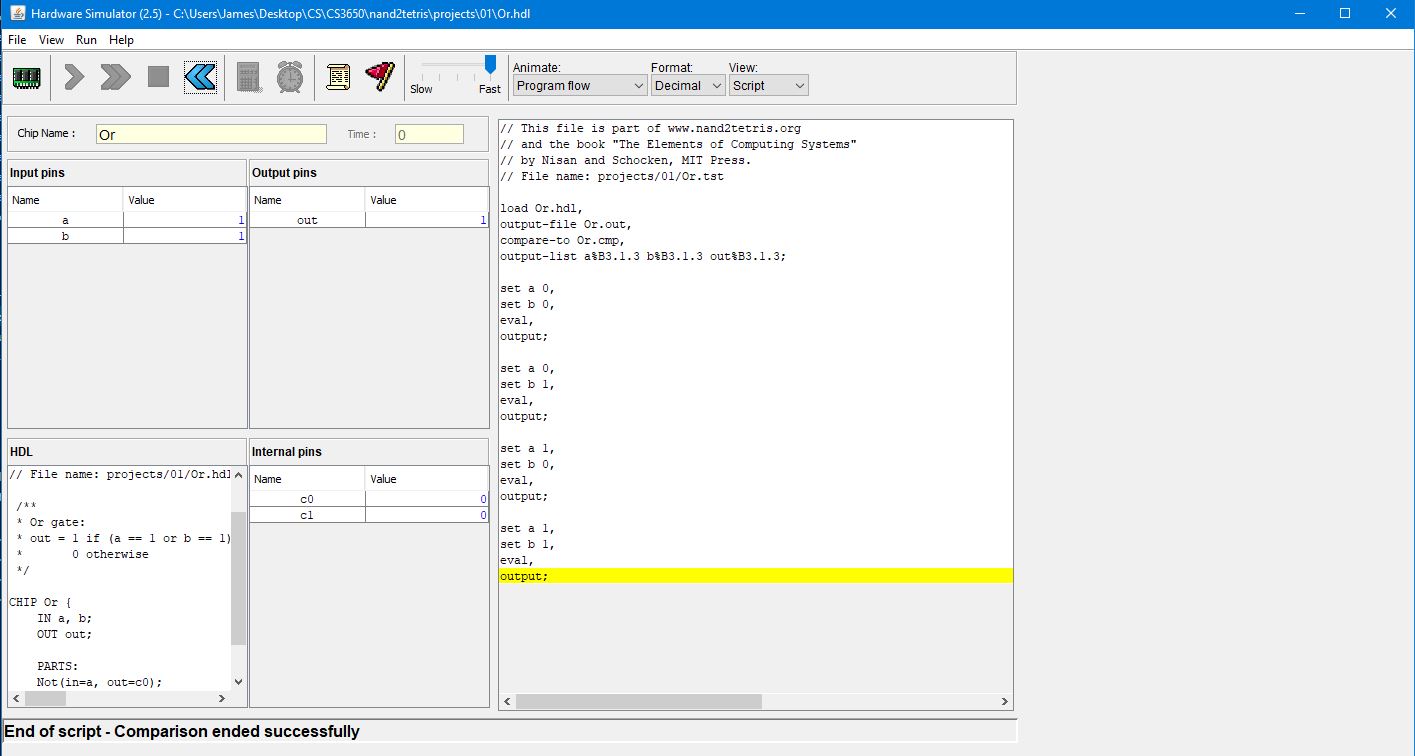 Hardware Simulator (2.5) - C:\Users\James\Desktop\CS\CS3650\nand2tetris\projects\01\Or.hdl
File View Run Help
Slow Fast
Animate: Format: View:
Program flow Decimal Script
Chip Name : Or Time : 0
Input pins Output pins
Name Value Name Value
a 1 out 1
b 1
HDL Internal pins
Name Value
c0 0
c1 0
// File name: projects/01/Or.hdl
/**
* Or gate:
* out = 1 if (a == 1 or b == 1)
* 0 otherwise
*/
CHIP Or {
IN a, b;
OUT out;
PARTS:
Not(in=a, out=c0);
// This file is part of www.nand2tetris.org
// and the book "The Elements of Computing Systems"
// by Nisan and Schocken, MIT Press.
// File name: projects/01/Or.tst
load Or.hdl,
output-file Or.out,
compare-to Or.cmp,
output-list a%B3.1.3 b%B3.1.3 out%B3.1.3;
set a 0,
set b 0,
eval,
output;
set a 0,
set b 1,
eval,
output;
set a 1,
set b 0,
eval,
output;
set a 1,
set b 1,
eval,
output;
End of script - Comparison ended successfully